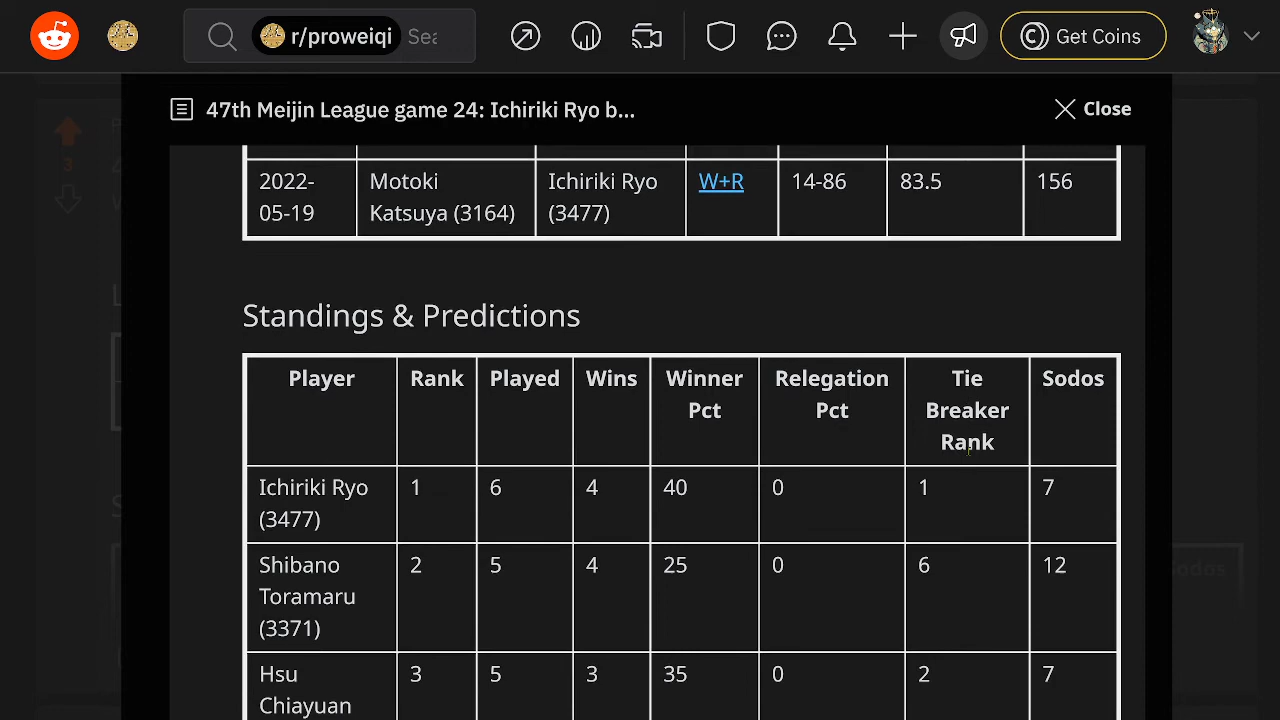 r/proweiqi
Get Coins
47th Meijin League game 24: Ichiriki Ryo b...
Close
2022-
05-19
Motoki
Katsuya (3164)
Ichiriki Ryo
(3477)
W+R
14-86
83.5
156
Standings & Predictions
Player
Rank
Played
Wins
Winner
Pct
Relegation
Pct
Tie
Breaker
Rank
Sodos
Ichiriki Ryo
(3477)
1
6
4
40
0
1
7
Shibano
Toramaru
(3371)
2
5
4
25
0
6
12
Hsu
Chiayuan
3
5
3
35
0
2
7